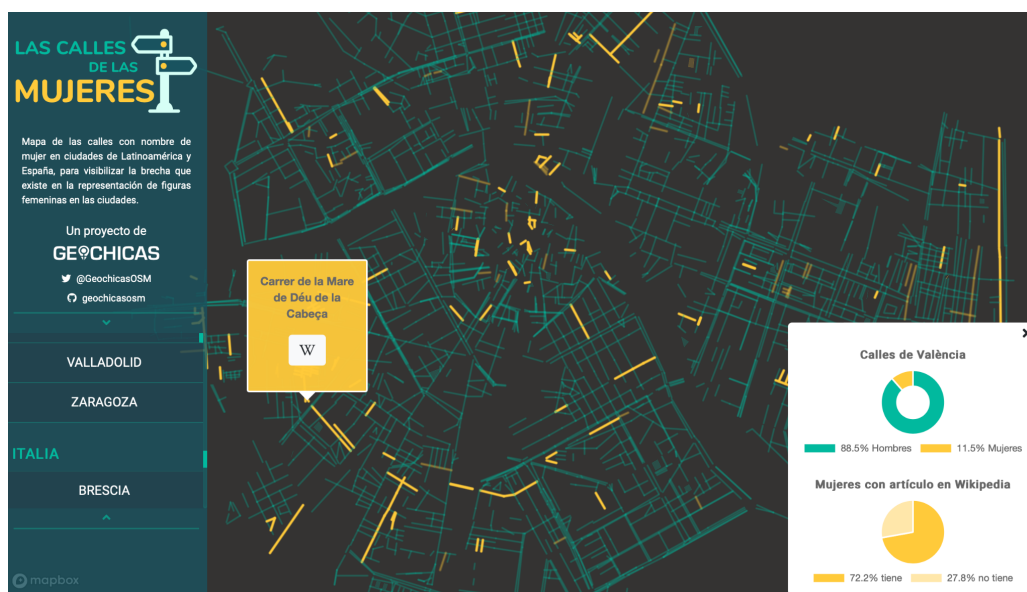 LAS CALLES
DE LAS
MUJERES
Mapa de las calles con nombre de
mujer en ciudades de Latinoamérica y
España, para visibilizar la brecha que
existe en la representación de figuras
femeninas en las ciudades.
Un proyecto de
GEOCHICAS
@GeochicasOSM
geochicasosm
VALLADOLID
ZARAGOZA
ITALIA
BRESCIA
mapbox
Carrer de la Mare
de Déu de la
Cabeça
W
Calles de València
88.5% Hombres 11.5% Mujeres
Mujeres con artículo en Wikipedia
72.2% tiene 27.8% no tiene